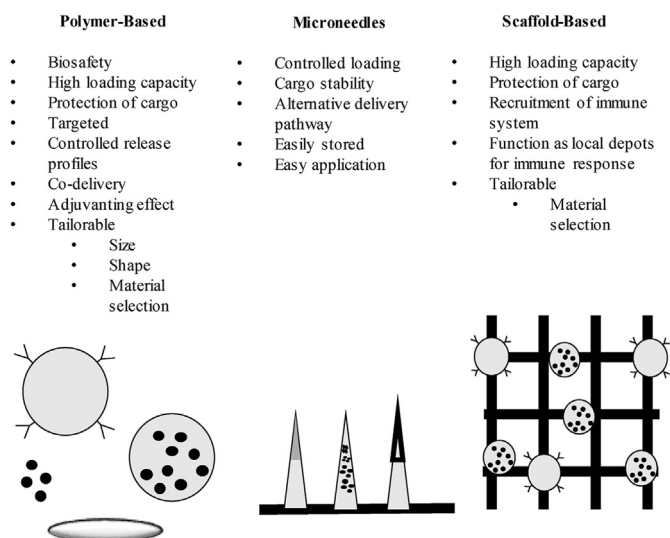 Polymer-Based
• Biosafety
• High loading capacity
• Protection of cargo
• Targeted
• Controlled release
profiles
• Co-delivery
• Adjuvanting effect
• Tailorable
• Size
• Shape
• Material
selection
Microneedles
• Controlled loading
• Cargo stability
• Alternative delivery
pathway
• Easily stored
• Easy application
Scaffold-Based
• High loading capacity
• Protection of cargo
• Recruitment of immune
system
• Function as local depots
for immune response
• Tailorable
• Material
selection